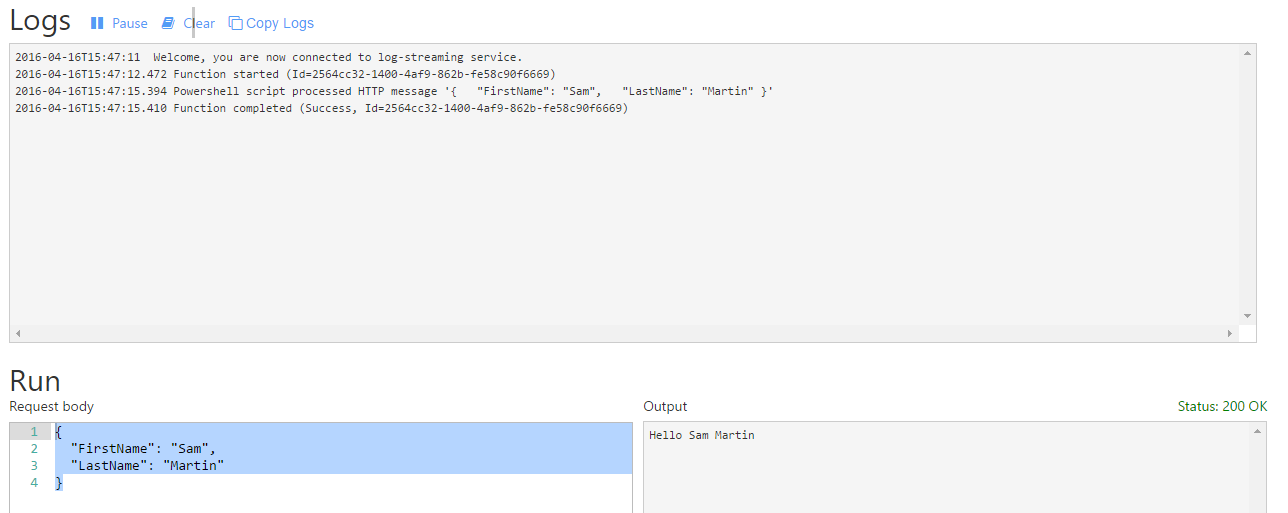 Logs Pause Clear Copy Logs
2016-04-16T15:47:11  Welcome, you are now connected to log-streaming service.
2016-04-16T15:47:12.472 Function started (Id=2564cc32-1400-4af9-862b-fe58c90f6669)
2016-04-16T15:47:15.394 Powershell script processed HTTP message '{   "FirstName": "Sam",   "LastName": "Martin" }'
2016-04-16T15:47:15.410 Function completed (Success, Id=2564cc32-1400-4af9-862b-fe58c90f6669)
Run
Request body
1 {
2   "FirstName": "Sam",
3   "LastName": "Martin"
4 }
Output Status: 200 OK
Hello Sam Martin